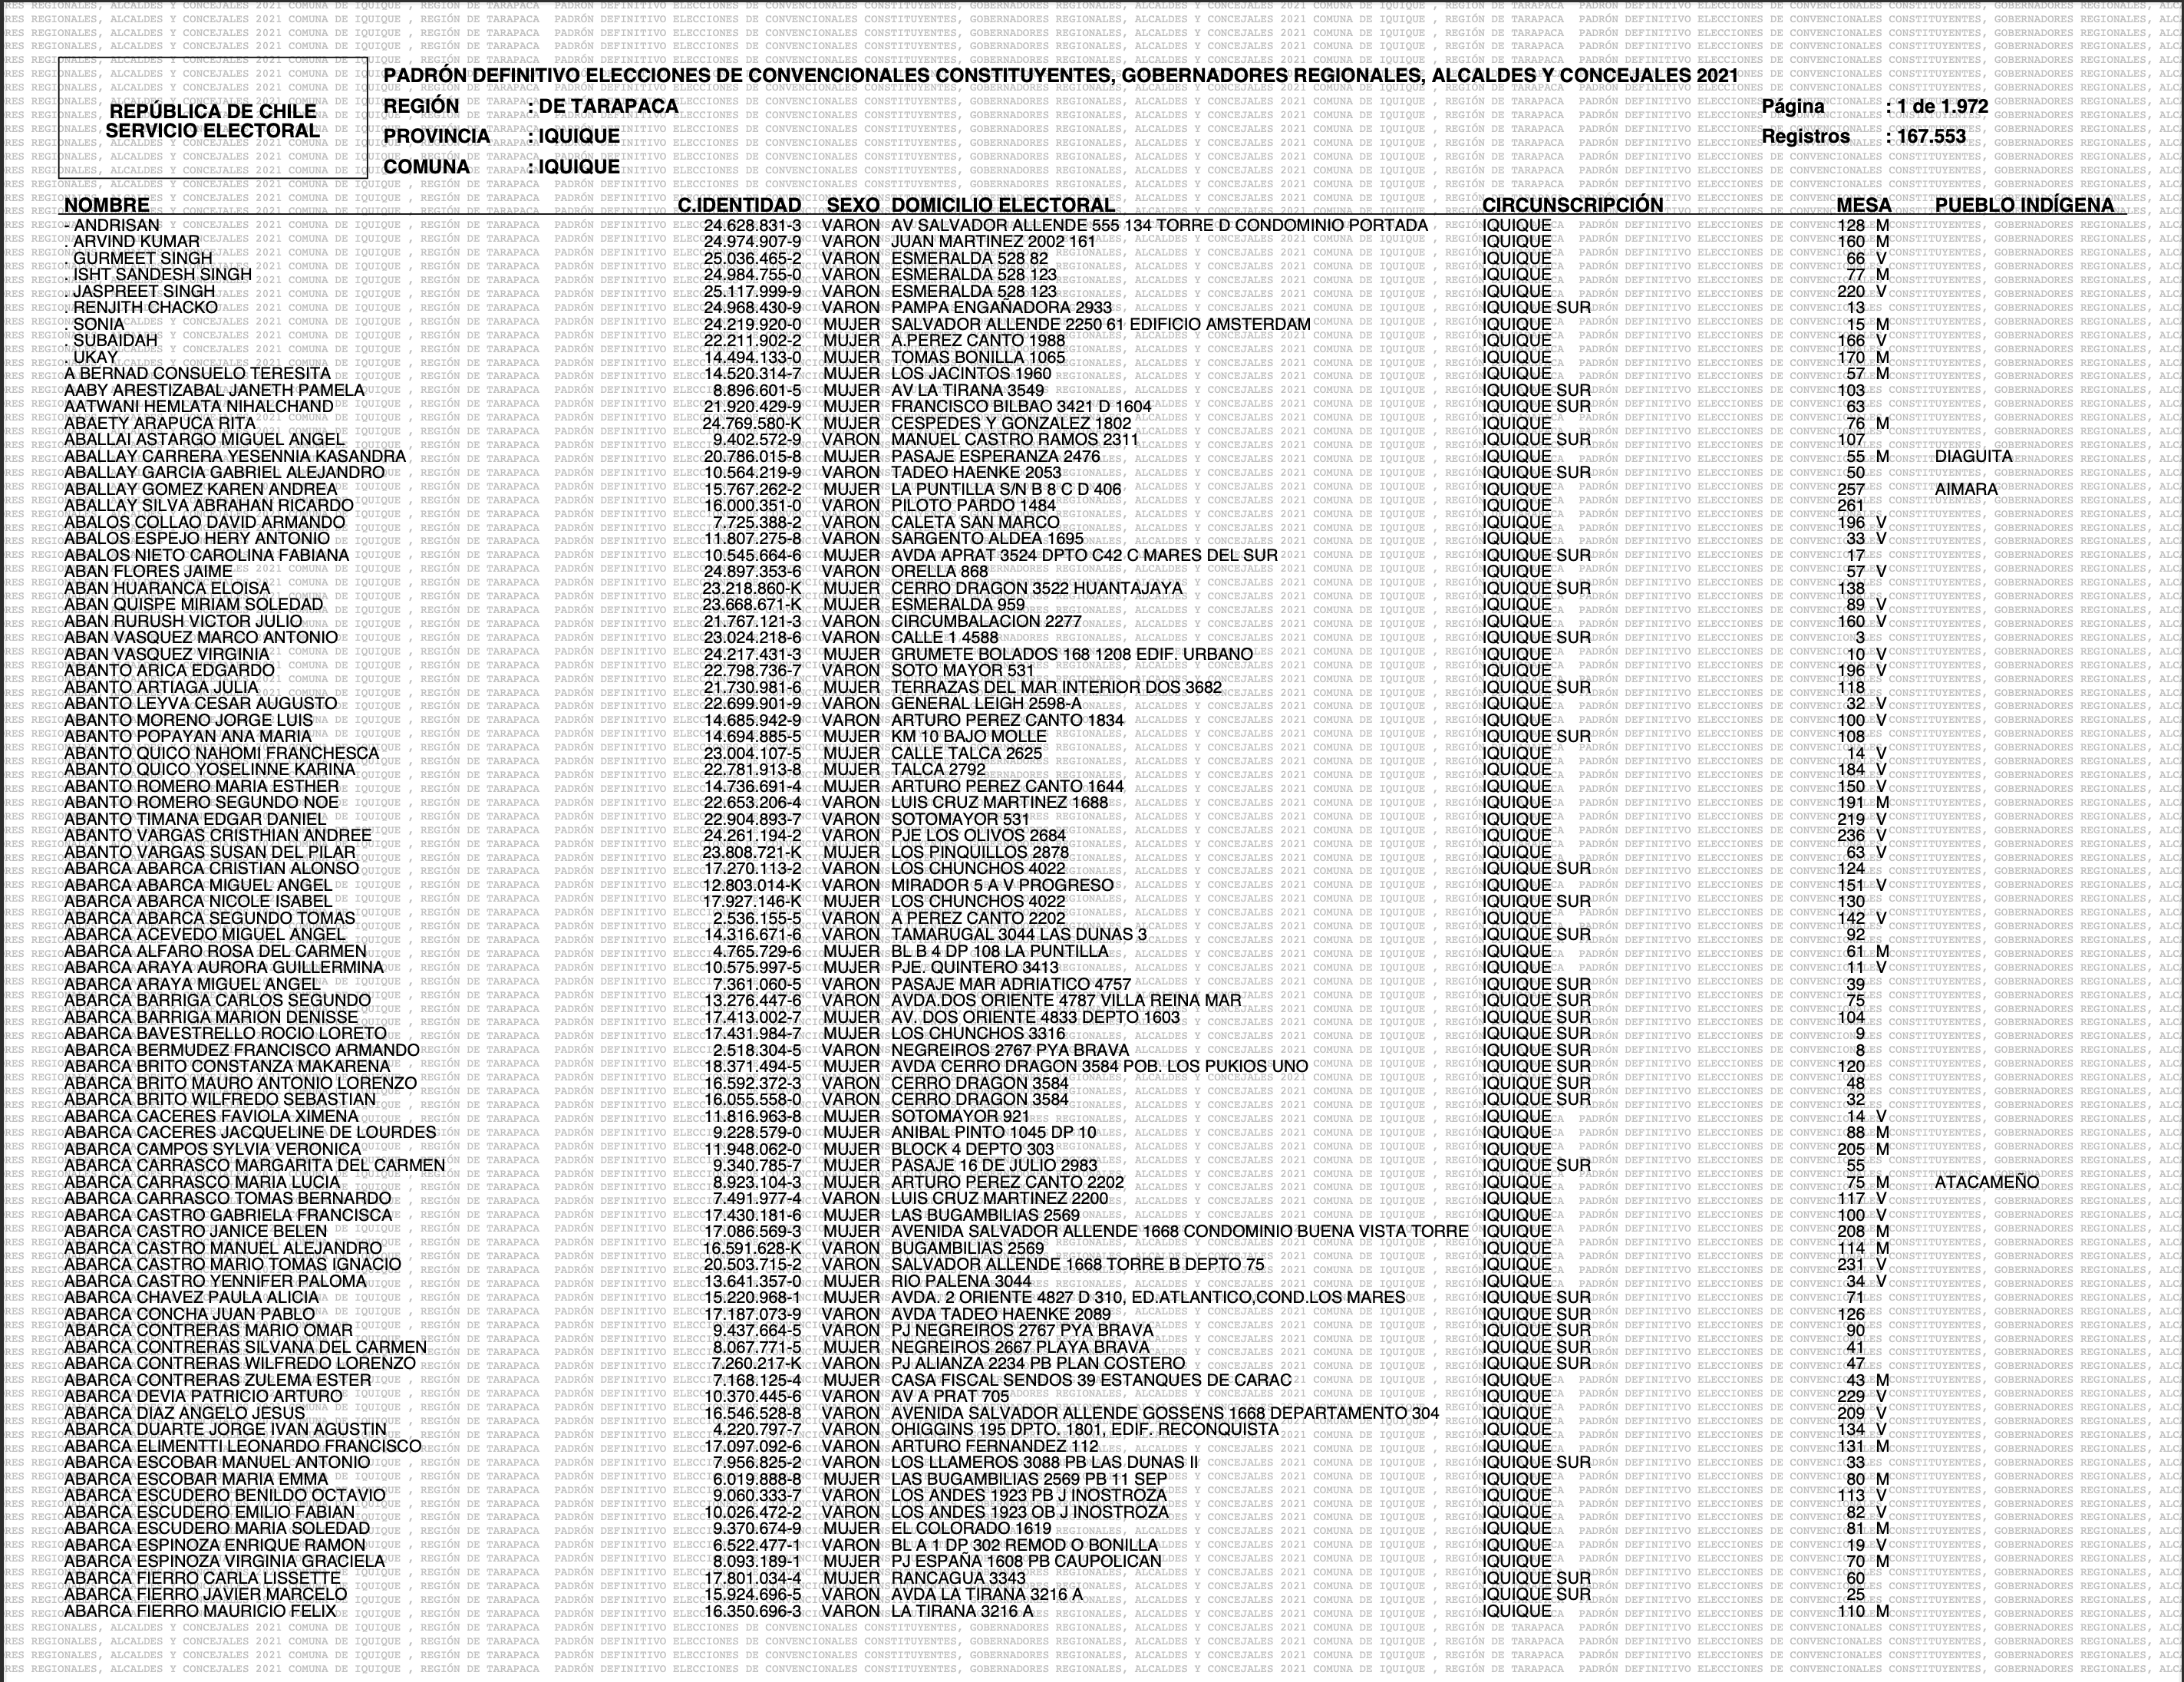 PADRÓN DEFINITIVO ELECCIONES DE CONVENCIONALES CONSTITUYENTES, GOBERNADORES REGIONALES, ALCALDES Y CONCEJALES 2021
REPÚBLICA DE CHILE
SERVICIO ELECTORAL
REGIÓN : DE TARAPACA Página : 1 de 1.972
PROVINCIA : IQUIQUE Registros : 167.553
COMUNA : IQUIQUE
NOMBRE C.IDENTIDAD SEXO DOMICILIO ELECTORAL CIRCUNSCRIPCIÓN MESA PUEBLO INDÍGENA
- ANDRISAN 24.628.831-3 VARON AV SALVADOR ALLENDE 555 134 TORRE D CONDOMINIO PORTADA IQUIQUE 128 M
. ARVIND KUMAR 24.974.907-9 VARON JUAN MARTINEZ 2002 161 IQUIQUE 160 M
. GURMEET SINGH 25.036.465-2 VARON ESMERALDA 528 82 IQUIQUE 66 V
. ISHT SANDESH SINGH 24.984.755-0 VARON ESMERALDA 528 123 IQUIQUE 77 M
. JASPREET SINGH 25.117.999-9 VARON ESMERALDA 528 123 IQUIQUE 220 V
. RENJITH CHACKO 24.968.430-9 VARON PAMPA ENGAÑADORA 2933 IQUIQUE SUR 13
. SONIA 24.219.920-0 MUJER SALVADOR ALLENDE 2250 61 EDIFICIO AMSTERDAM IQUIQUE 15 M
. SUBAIDAH 22.211.902-2 MUJER A.PEREZ CANTO 1988 IQUIQUE 166 V
. UKAY 14.494.133-0 MUJER TOMAS BONILLA 1065 IQUIQUE 170 M
A BERNAD CONSUELO TERESITA 14.520.314-7 MUJER LOS JACINTOS 1960 IQUIQUE 57 M
AABY ARESTIZABAL JANETH PAMELA 8.896.601-5 MUJER AV LA TIRANA 3549 IQUIQUE SUR 103
AATWANI HEMLATA NIHALCHAND 21.920.429-9 MUJER FRANCISCO BILBAO 3421 D 1604 IQUIQUE SUR 63
ABAETY ARAPUCA RITA 24.769.580-K MUJER CESPEDES Y GONZALEZ 1802 IQUIQUE 76 M
ABALLAI ASTARGO MIGUEL ANGEL 9.402.572-9 VARON MANUEL CASTRO RAMOS 2311 IQUIQUE SUR 107
ABALLAY CARRERA YESENNIA KASANDRA 20.786.015-8 MUJER PASAJE ESPERANZA 2476 IQUIQUE 55 M DIAGUITA
ABALLAY GARCIA GABRIEL ALEJANDRO 10.564.219-9 VARON TADEO HAENKE 2053 IQUIQUE SUR 50
ABALLAY GOMEZ KAREN ANDREA 15.767.262-2 MUJER LA PUNTILLA S/N B 8 C D 406 IQUIQUE 257 AIMARA
ABALLAY SILVA ABRAHAN RICARDO 16.000.351-0 VARON PILOTO PARDO 1484 IQUIQUE 261
ABALOS COLLAO DAVID ARMANDO 7.725.388-2 VARON CALETA SAN MARCO IQUIQUE 196 V
ABALOS ESPEJO HERY ANTONIO 11.807.275-8 VARON SARGENTO ALDEA 1695 IQUIQUE 33 V
ABALOS NIETO CAROLINA FABIANA 10.545.664-6 MUJER AVDA APRAT 3524 DPTO C42 C MARES DEL SUR IQUIQUE SUR 17
ABAN FLORES JAIME 24.897.353-6 VARON ORELLA 868 IQUIQUE 57 V
ABAN HUARANCA ELOISA 23.218.860-K MUJER CERRO DRAGON 3522 HUANTAJAYA IQUIQUE SUR 138
ABAN QUISPE MIRIAM SOLEDAD 23.668.671-K MUJER ESMERALDA 959 IQUIQUE 89 V
ABAN RURUSH VICTOR JULIO 21.767.121-3 VARON CIRCUMBALACION 2277 IQUIQUE 160 V
ABAN VASQUEZ MARCO ANTONIO 23.024.218-6 VARON CALLE 1 4588 IQUIQUE SUR 3
ABAN VASQUEZ VIRGINIA 24.217.431-3 MUJER GRUMETE BOLADOS 168 1208 EDIF. URBANO IQUIQUE 10 V
ABANTO ARICA EDGARDO 22.798.736-7 VARON SOTO MAYOR 531 IQUIQUE 196 V
ABANTO ARTIAGA JULIA 21.730.981-6 MUJER TERRAZAS DEL MAR INTERIOR DOS 3682 IQUIQUE SUR 118
ABANTO LEYVA CESAR AUGUSTO 22.699.901-9 VARON GENERAL LEIGH 2598-A IQUIQUE 32 V
ABANTO MORENO JORGE LUIS 14.685.942-9 VARON ARTURO PEREZ CANTO 1834 IQUIQUE 100 V
ABANTO POPAYAN ANA MARIA 14.694.885-5 MUJER KM 10 BAJO MOLLE IQUIQUE SUR 108
ABANTO QUICO NAHOMI FRANCHESCA 23.004.107-5 MUJER CALLE TALCA 2625 IQUIQUE 14 V
ABANTO QUICO YOSELINNE KARINA 22.781.913-8 MUJER TALCA 2792 IQUIQUE 184 V
ABANTO ROMERO MARIA ESTHER 14.736.691-4 MUJER ARTURO PEREZ CANTO 1644 IQUIQUE 150 V
ABANTO ROMERO SEGUNDO NOE 22.653.206-4 VARON LUIS CRUZ MARTINEZ 1688 IQUIQUE 191 M
ABANTO TIMANA EDGAR DANIEL 22.904.893-7 VARON SOTOMAYOR 531 IQUIQUE 219 V
ABANTO VARGAS CRISTHIAN ANDREE 24.261.194-2 VARON PJE LOS OLIVOS 2684 IQUIQUE 236 V
ABANTO VARGAS SUSAN DEL PILAR 23.808.721-K MUJER LOS PINQUILLOS 2878 IQUIQUE 63 V
ABARCA ABARCA CRISTIAN ALONSO 17.270.113-2 VARON LOS CHUNCHOS 4022 IQUIQUE SUR 124
ABARCA ABARCA MIGUEL ANGEL 12.803.014-K VARON MIRADOR 5 A V PROGRESO IQUIQUE 151 V
ABARCA ABARCA NICOLE ISABEL 17.927.146-K MUJER LOS CHUNCHOS 4022 IQUIQUE SUR 130
ABARCA ABARCA SEGUNDO TOMAS 2.536.155-5 VARON A PEREZ CANTO 2202 IQUIQUE 142 V
ABARCA ACEVEDO MIGUEL ANGEL 14.316.671-6 VARON TAMARUGAL 3044 LAS DUNAS 3 IQUIQUE SUR 92
ABARCA ALFARO ROSA DEL CARMEN 4.765.729-6 MUJER BL B 4 DP 108 LA PUNTILLA IQUIQUE 61 M
ABARCA ARAYA AURORA GUILLERMINA 10.575.997-5 MUJER PJE. QUINTERO 3413 IQUIQUE 11 V
ABARCA ARAYA MIGUEL ANGEL 7.361.060-5 VARON PASAJE MAR ADRIATICO 4757 IQUIQUE SUR 39
ABARCA BARRIGA CARLOS SEGUNDO 13.276.447-6 VARON AVDA.DOS ORIENTE 4787 VILLA REINA MAR IQUIQUE SUR 75
ABARCA BARRIGA MARION DENISSE 17.413.002-7 MUJER AV. DOS ORIENTE 4833 DEPTO 1603 IQUIQUE SUR 104
ABARCA BAVESTRELLO ROCIO LORETO 17.431.984-7 MUJER LOS CHUNCHOS 3316 IQUIQUE SUR 9
ABARCA BERMUDEZ FRANCISCO ARMANDO 2.518.304-5 VARON NEGREIROS 2767 PYA BRAVA IQUIQUE SUR 8
ABARCA BRITO CONSTANZA MAKARENA 18.371.494-5 MUJER AVDA CERRO DRAGON 3584 POB. LOS PUKIOS UNO IQUIQUE SUR 120
ABARCA BRITO MAURO ANTONIO LORENZO 16.592.372-3 VARON CERRO DRAGON 3584 IQUIQUE SUR 48
ABARCA BRITO WILFREDO SEBASTIAN 16.055.558-0 VARON CERRO DRAGON 3584 IQUIQUE SUR 32
ABARCA CACERES FAVIOLA XIMENA 11.816.963-8 MUJER SOTOMAYOR 921 IQUIQUE 14 V
ABARCA CACERES JACQUELINE DE LOURDES 9.228.579-0 MUJER ANIBAL PINTO 1045 DP 10 IQUIQUE 88 M
ABARCA CAMPOS SYLVIA VERONICA 11.948.062-0 MUJER BLOCK 4 DEPTO 303 IQUIQUE 205 M
ABARCA CARRASCO MARGARITA DEL CARMEN 9.340.785-7 MUJER PASAJE 16 DE JULIO 2983 IQUIQUE SUR 55
ABARCA CARRASCO MARIA LUCIA 8.923.104-3 MUJER ARTURO PEREZ CANTO 2202 IQUIQUE 75 M ATACAMEÑO
ABARCA CARRASCO TOMAS BERNARDO 7.491.977-4 VARON LUIS CRUZ MARTINEZ 2200 IQUIQUE 117 V
ABARCA CASTRO GABRIELA FRANCISCA 17.430.181-6 MUJER LAS BUGAMBILIAS 2569 IQUIQUE 100 V
ABARCA CASTRO JANICE BELEN 17.086.569-3 MUJER AVENIDA SALVADOR ALLENDE 1668 CONDOMINIO BUENA VISTA TORRE IQUIQUE 208 M
ABARCA CASTRO MANUEL ALEJANDRO 16.591.628-K VARON BUGAMBILIAS 2569 IQUIQUE 114 M
ABARCA CASTRO MARIO TOMAS IGNACIO 20.503.715-2 VARON SALVADOR ALLENDE 1668 TORRE B DEPTO 75 IQUIQUE 231 V
ABARCA CASTRO YENNIFER PALOMA 13.641.357-0 MUJER RIO PALENA 3044 IQUIQUE 34 V
ABARCA CHAVEZ PAULA ALICIA 15.220.968-1 MUJER AVDA. 2 ORIENTE 4827 D 310, ED.ATLANTICO,COND.LOS MARES IQUIQUE SUR 71
ABARCA CONCHA JUAN PABLO 17.187.073-9 VARON AVDA TADEO HAENKE 2089 IQUIQUE SUR 126
ABARCA CONTRERAS MARIO OMAR 9.437.664-5 VARON PJ NEGREIROS 2767 PYA BRAVA IQUIQUE SUR 90
ABARCA CONTRERAS SILVANA DEL CARMEN 8.067.771-5 MUJER NEGREIROS 2667 PLAYA BRAVA IQUIQUE SUR 41
ABARCA CONTRERAS WILFREDO LORENZO 7.260.217-K VARON PJ ALIANZA 2234 PB PLAN COSTERO IQUIQUE SUR 47
ABARCA CONTRERAS ZULEMA ESTER 7.168.125-4 MUJER CASA FISCAL SENDOS 39 ESTANQUES DE CARAC IQUIQUE 43 M
ABARCA DEVIA PATRICIO ARTURO 10.370.445-6 VARON AV A PRAT 705 IQUIQUE 229 V
ABARCA DIAZ ANGELO JESUS 16.546.528-8 VARON AVENIDA SALVADOR ALLENDE GOSSENS 1668 DEPARTAMENTO 304 IQUIQUE 209 V
ABARCA DUARTE JORGE IVAN AGUSTIN 4.220.797-7 VARON OHIGGINS 195 DPTO. 1801, EDIF. RECONQUISTA IQUIQUE 134 V
ABARCA ELIMENTTI LEONARDO FRANCISCO 17.097.092-6 VARON ARTURO FERNANDEZ 112 IQUIQUE 131 M
ABARCA ESCOBAR MANUEL ANTONIO 7.956.825-2 VARON LOS LLAMEROS 3088 PB LAS DUNAS II IQUIQUE SUR 33
ABARCA ESCOBAR MARIA EMMA 6.019.888-8 MUJER LAS BUGAMBILIAS 2569 PB 11 SEP IQUIQUE 80 M
ABARCA ESCUDERO BENILDO OCTAVIO 9.060.333-7 VARON LOS ANDES 1923 PB J INOSTROZA IQUIQUE 113 V
ABARCA ESCUDERO EMILIO FABIAN 10.026.472-2 VARON LOS ANDES 1923 OB J INOSTROZA IQUIQUE 82 V
ABARCA ESCUDERO MARIA SOLEDAD 9.370.674-9 MUJER EL COLORADO 1619 IQUIQUE 81 M
ABARCA ESPINOZA ENRIQUE RAMON 6.522.477-1 VARON BL A 1 DP 302 REMOD O BONILLA IQUIQUE 19 V
ABARCA ESPINOZA VIRGINIA GRACIELA 8.093.189-1 MUJER PJ ESPAÑA 1608 PB CAUPOLICAN IQUIQUE 70 M
ABARCA FIERRO CARLA LISSETTE 17.801.034-4 MUJER RANCAGUA 3343 IQUIQUE SUR 60
ABARCA FIERRO JAVIER MARCELO 15.924.696-5 VARON AVDA LA TIRANA 3216 A IQUIQUE SUR 25
ABARCA FIERRO MAURICIO FELIX 16.350.696-3 VARON LA TIRANA 3216 A IQUIQUE 110 M